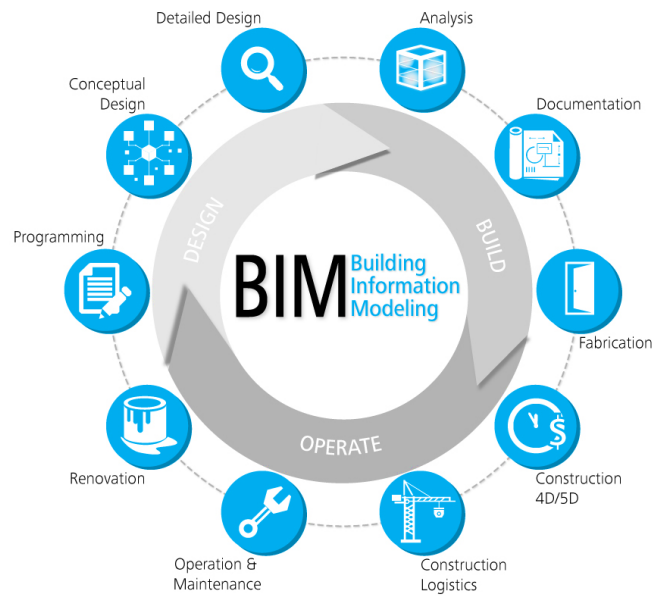 Detailed Design
Analysis
Conceptual
Design
Documentation
Programming
DESIGN
BUILD
BIM
Building
Information
Modeling
Fabrication
Renovation
OPERATE
Construction
4D/5D
$
Operation &
Maintenance
Construction
Logistics